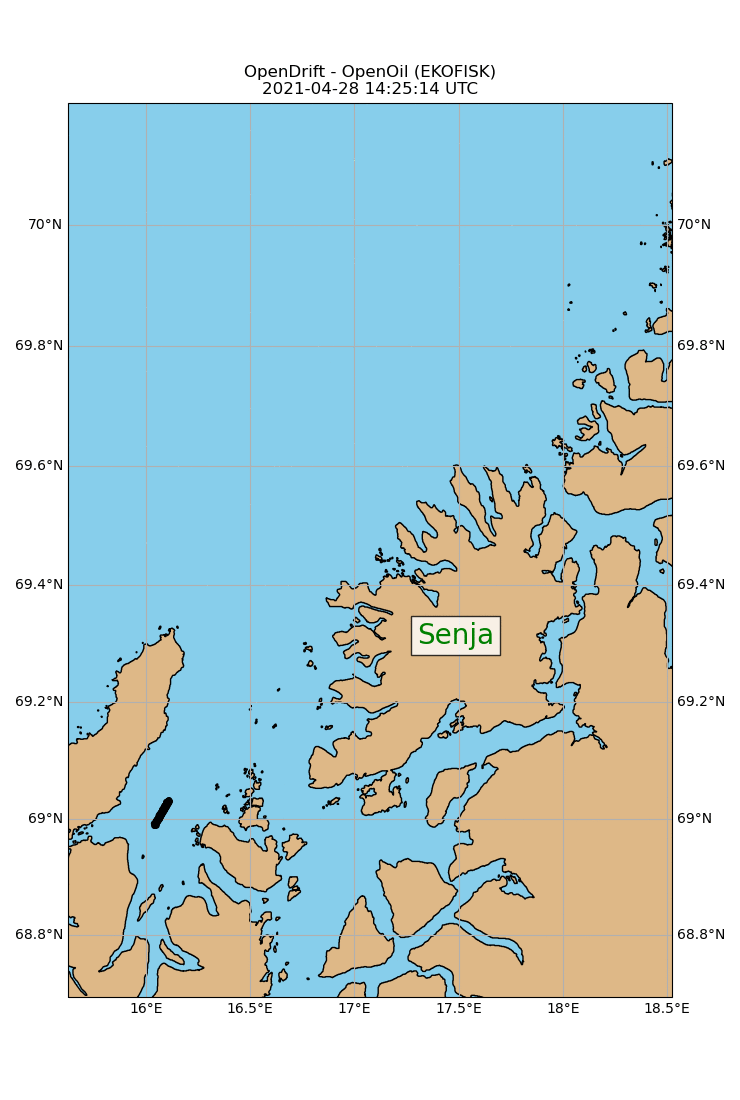 OpenDrift - OpenOil (EKOFISK)
2021-04-28 14:25:14 UTC
70°N 70°N
69.8°N 69.8°N
69.6°N 69.6°N
69.4°N 69.4°N
Senja
69.2°N 69.2°N
69°N 69°N
68.8°N 68.8°N
16°E 16.5°E 17°E 17.5°E 18°E 18.5°E